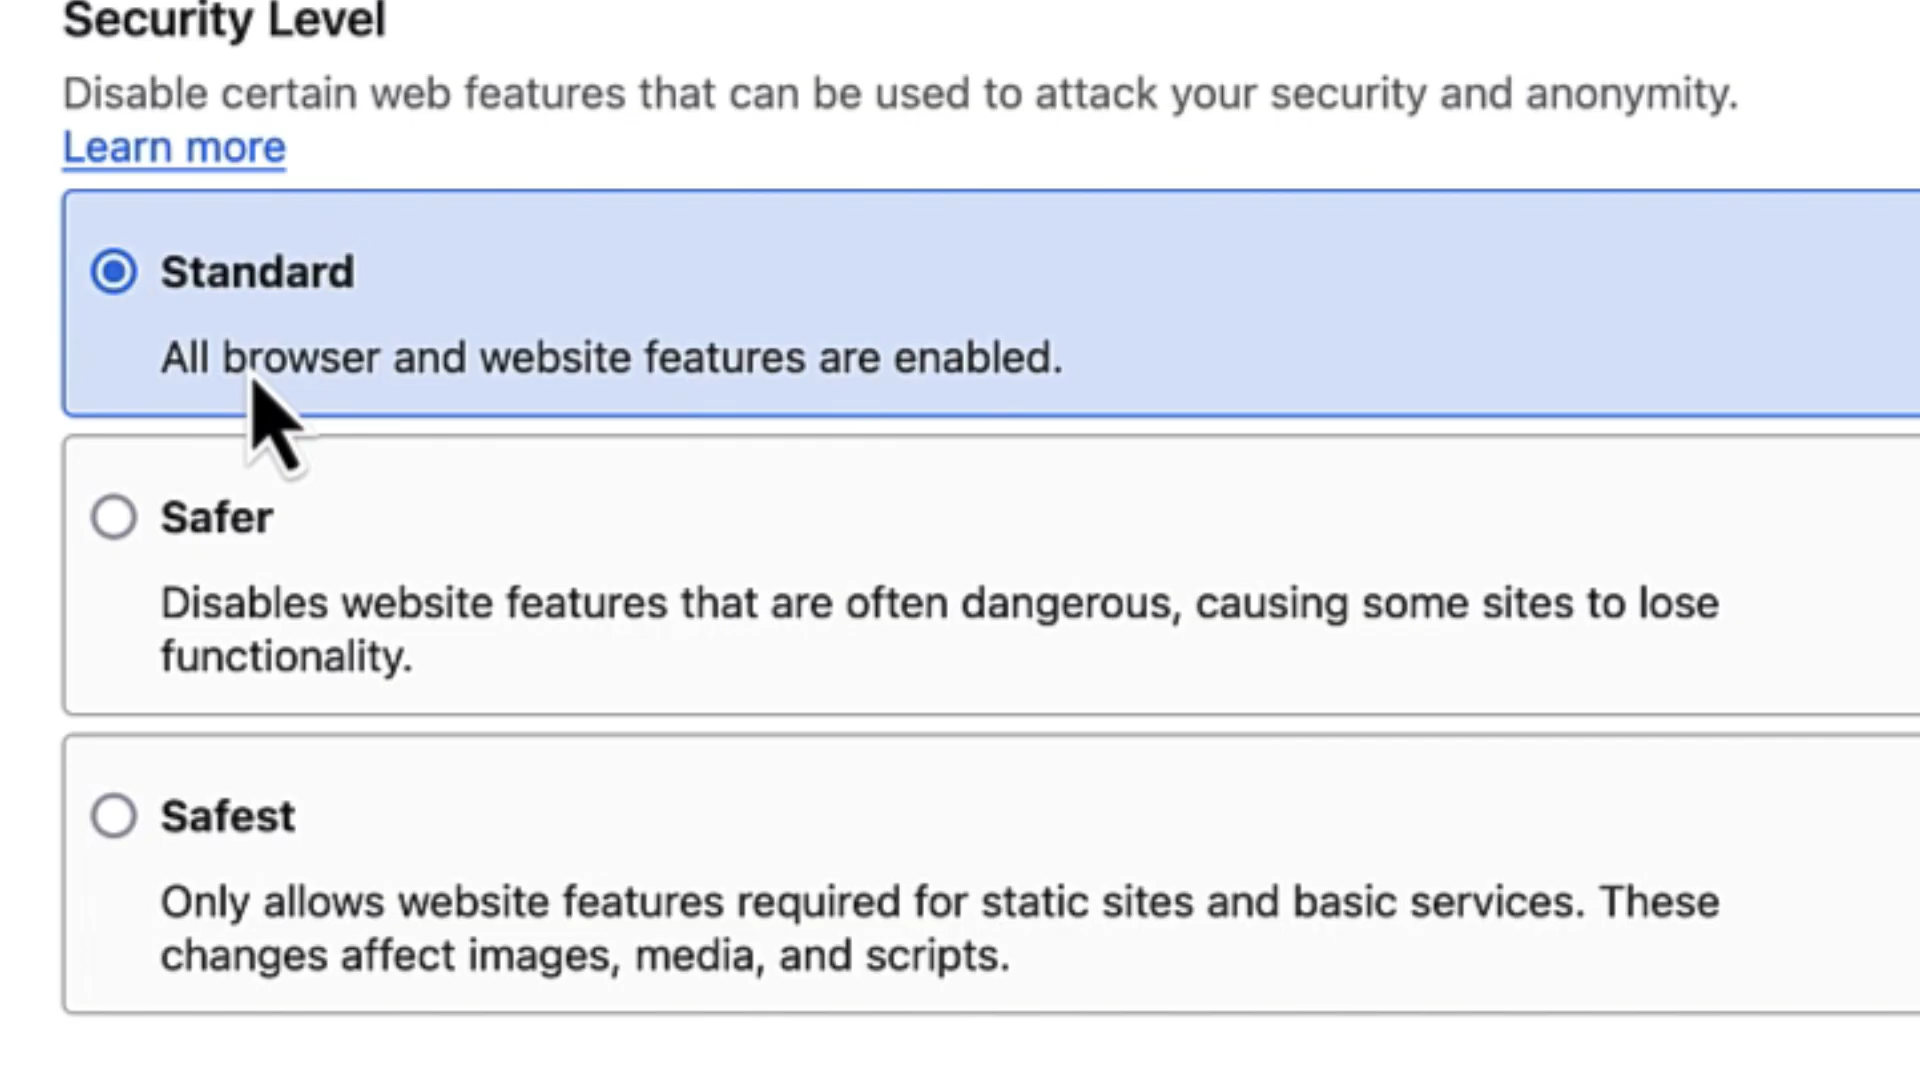 Security Level
Disable certain web features that can be used to attack your security and anonymity.
Learn more
Standard
All browser and website features are enabled.
Safer
Disables website features that are often dangerous, causing some sites to lose
functionality.
Safest
Only allows website features required for static sites and basic services. These
changes affect images, media, and scripts.